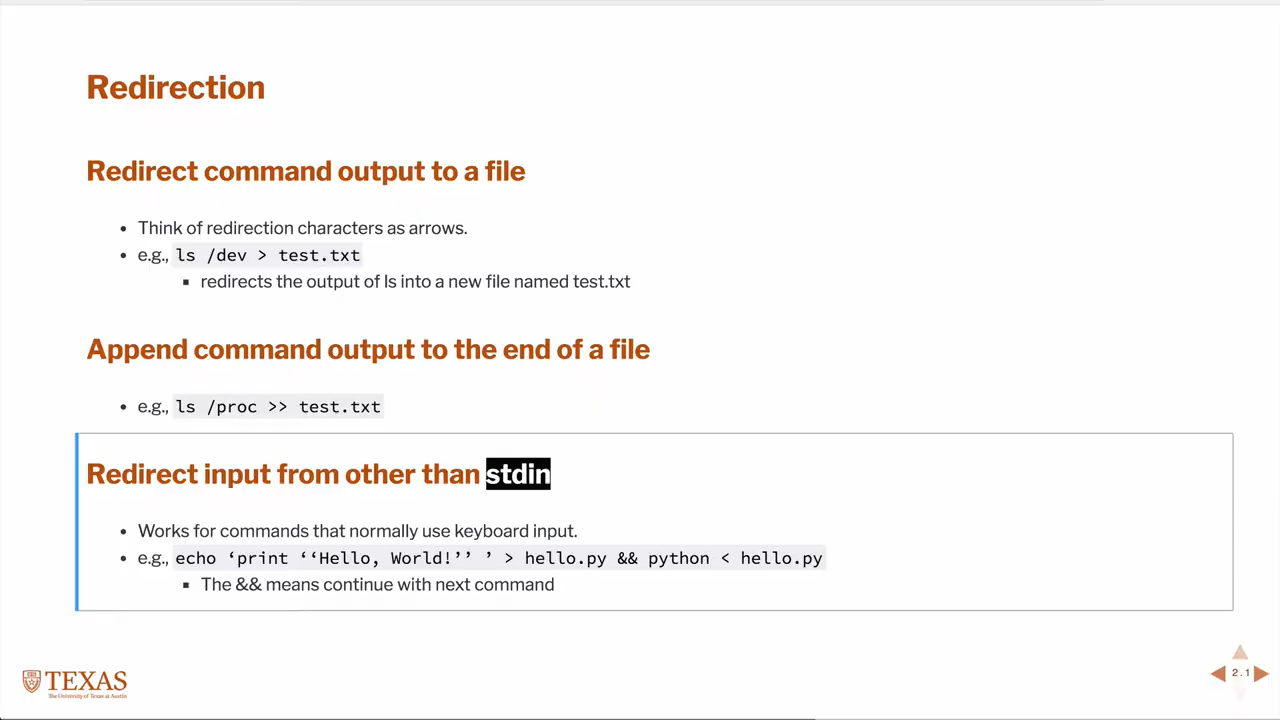 Redirection
Redirect command output to a file
• Think of redirection characters as arrows.
• e.g., ls /dev > test.txt
▪ redirects the output of ls into a new file named test.txt
Append command output to the end of a file
• e.g., ls /proc >> test.txt
Redirect input from other than stdin
• Works for commands that normally use keyboard input.
• e.g., echo ‘print ‘‘Hello, World!’’ ’ > hello.py && python < hello.py
▪ The && means continue with next command
TEXAS
The University of Texas at Austin
2.1